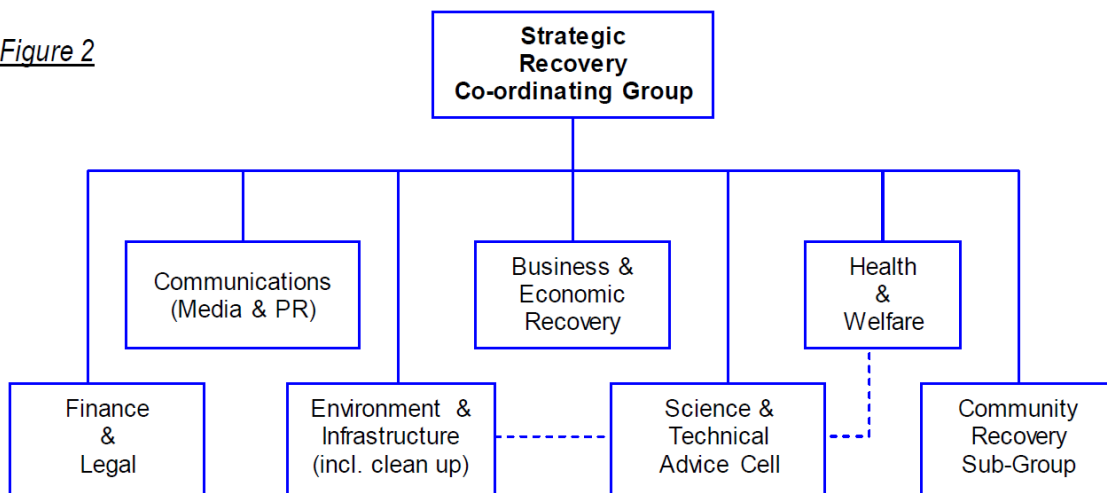 Figure 2
Strategic
Recovery
Co-ordinating Group
Communications
(Media & PR)
Business &
Economic
Recovery
Health
&
Welfare
Finance
&
Legal
Environment &
Infrastructure
(incl. clean up)
Science &
Technical
Advice Cell
Community
Recovery
Sub-Group